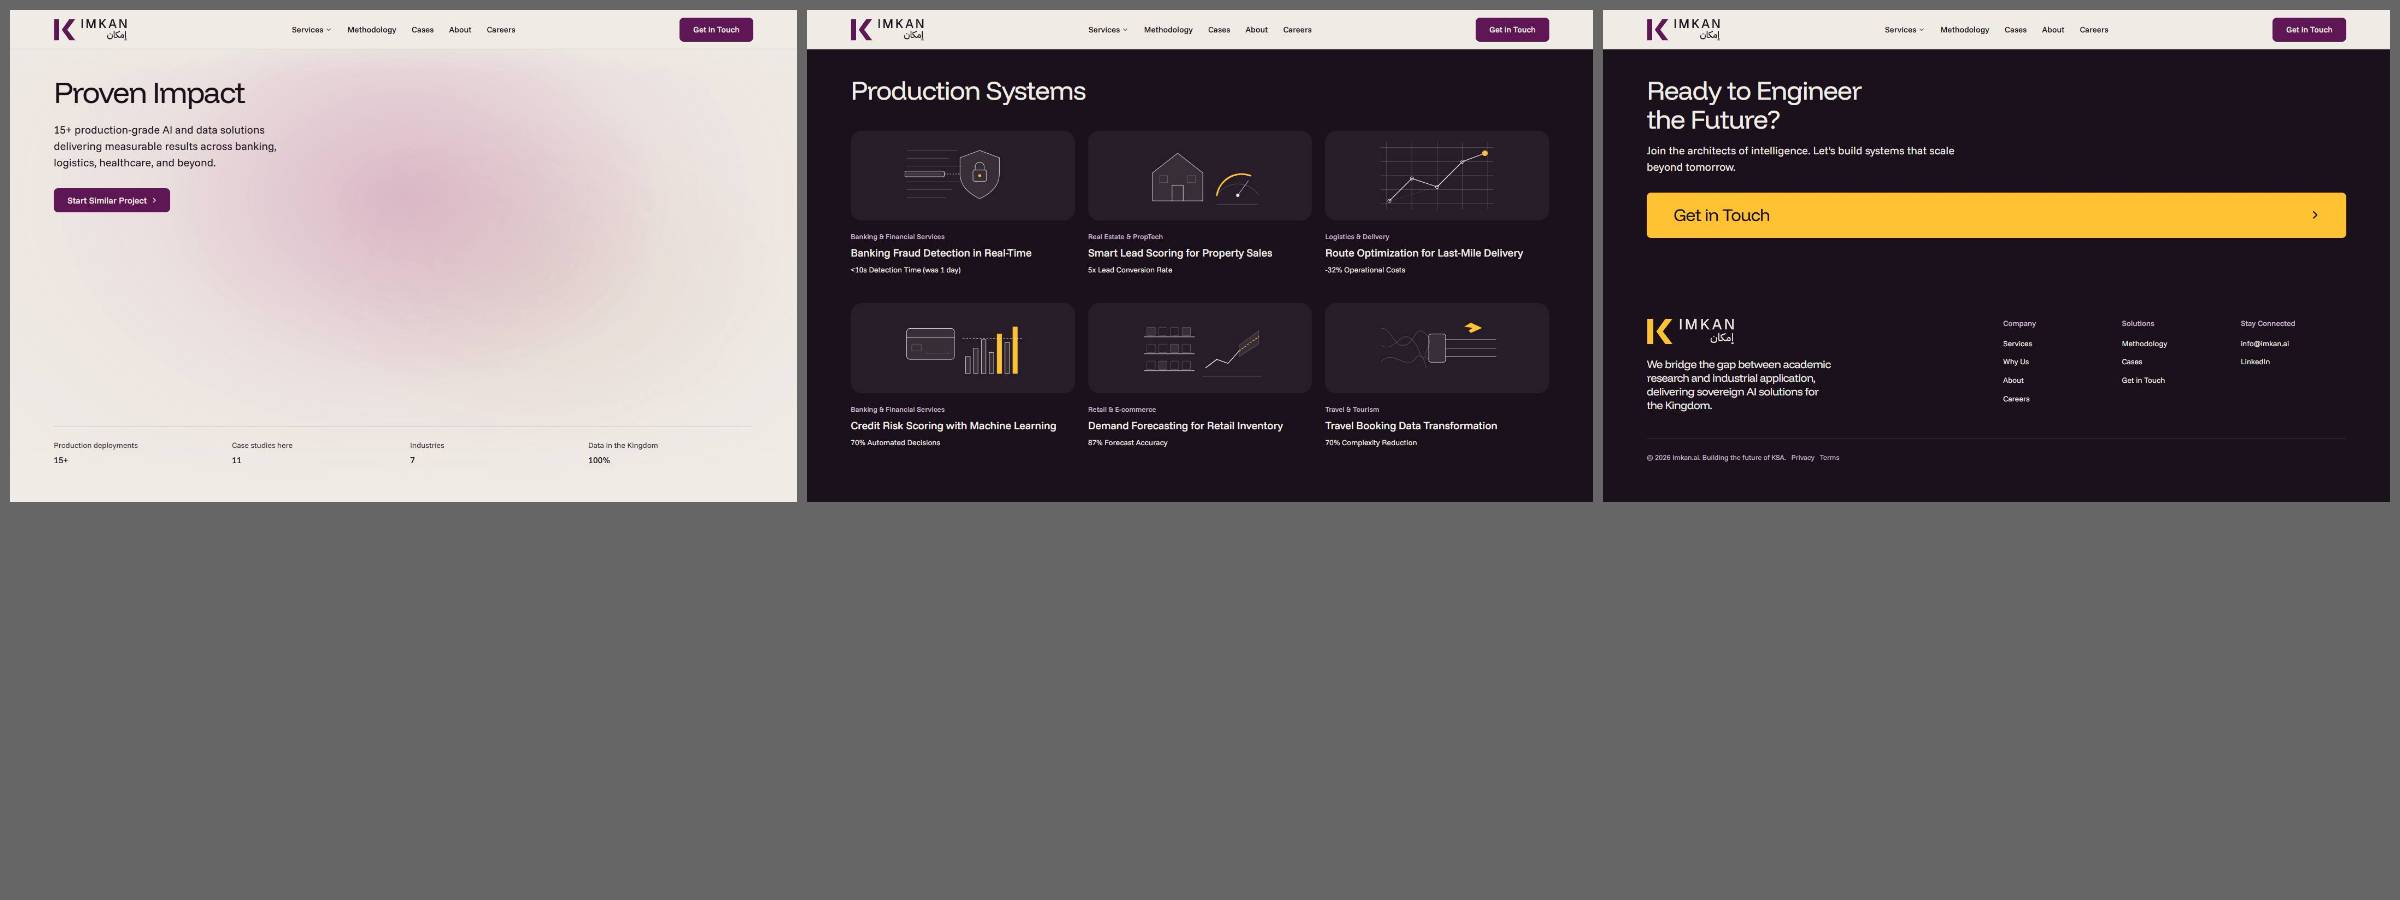 IMKAN
إمكان
Services
Methodology
Cases
About
Careers
Get in Touch
Proven Impact
15+ production-grade AI and data solutions
delivering measurable results across banking,
logistics, healthcare, and beyond.
Start Similar Project
Production deployments
15+
Case studies here
11
Industries
7
Data in the Kingdom
100%
IMKAN
إمكان
Services
Methodology
Cases
About
Careers
Get in Touch
Production Systems
Banking & Financial Services
Banking Fraud Detection in Real-Time
<10s Detection Time (was 1 day)
Real Estate & PropTech
Smart Lead Scoring for Property Sales
5x Lead Conversion Rate
Logistics & Delivery
Route Optimization for Last-Mile Delivery
-32% Operational Costs
Banking & Financial Services
Credit Risk Scoring with Machine Learning
70% Automated Decisions
Retail & E-commerce
Demand Forecasting for Retail Inventory
87% Forecast Accuracy
Travel & Tourism
Travel Booking Data Transformation
70% Complexity Reduction
IMKAN
إمكان
Services
Methodology
Cases
About
Careers
Get in Touch
Ready to Engineer
the Future?
Join the architects of intelligence. Let's build systems that scale
beyond tomorrow.
Get in Touch
IMKAN
إمكان
We bridge the gap between academic
research and industrial application,
delivering sovereign AI solutions for
the Kingdom.
Company
Services
Why Us
About
Careers
Solutions
Methodology
Cases
Get in Touch
Stay Connected
info@imkan.ai
LinkedIn
© 2026 Imkan.ai. Building the future of KSA. Privacy Terms